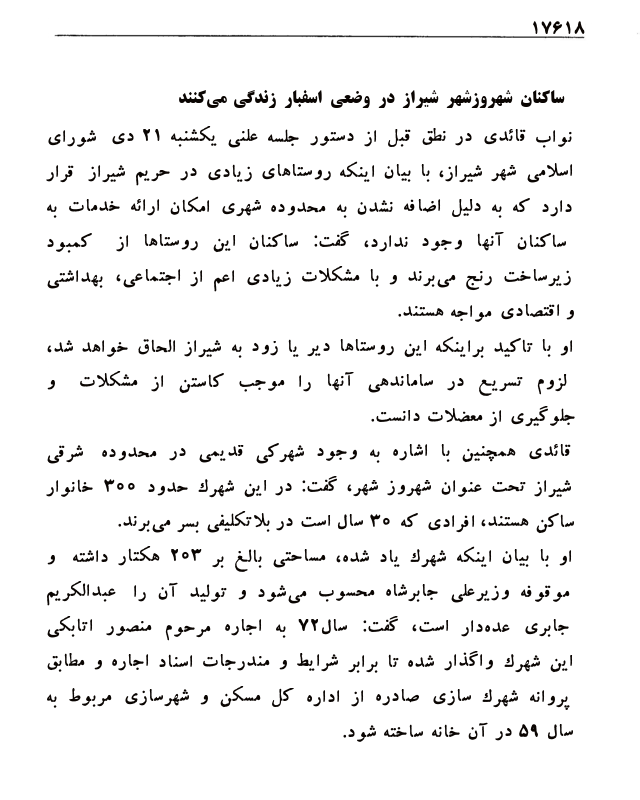 ۱۷۶۱۸
ساکنان شهروزشهر شیراز در وضعی اسفبار زندگی می‌کنند
نواب قائدی در نطق قبل از دستور جلسه علنی یکشنبه ۲۱ دی شورای
اسلامی شهر شیراز، با بیان اینکه روستاهای زیادی در حریم شیراز قرار
دارد که به دلیل اضافه نشدن به محدوده شهری امکان ارائه خدمات به
ساکنان آنها وجود ندارد، گفت: ساکنان این روستاها از کمبود
زیرساخت رنج می‌برند و با مشکلات زیادی اعم از اجتماعی، بهداشتی
و اقتصادی مواجه هستند.
او با تاکید براینکه این روستاها دیر یا زود به شیراز الحاق خواهد شد،
لزوم تسریع در ساماندهی آنها را موجب کاستن از مشکلات و
جلوگیری از معضلات دانست.
قائدی همچنین با اشاره به وجود شهرکی قدیمی در محدوده شرقی
شیراز تحت عنوان شهروز شهر، گفت: در این شهرك حدود ۳۰۰ خانوار
ساکن هستند، افرادی که ۳۰ سال است در بلاتکلیفی بسر می‌برند.
او با بیان اینکه شهرك یاد شده، مساحتی بالغ بر ۲۰۳ هکتار داشته و
موقوفه وزیرعلی جابرشاه محسوب می‌شود و تولید آن را عبدالکریم
جابری عده‌دار است، گفت: سال۷۲ به اجاره مرحوم منصور اتابکی
این شهرك واگذار شده تا برابر شرایط و مندرجات اسناد اجاره و مطابق
پروانه شهرك سازی صادره از اداره کل مسکن و شهرسازی مربوط به
سال ۵۹ در آن خانه ساخته شود.